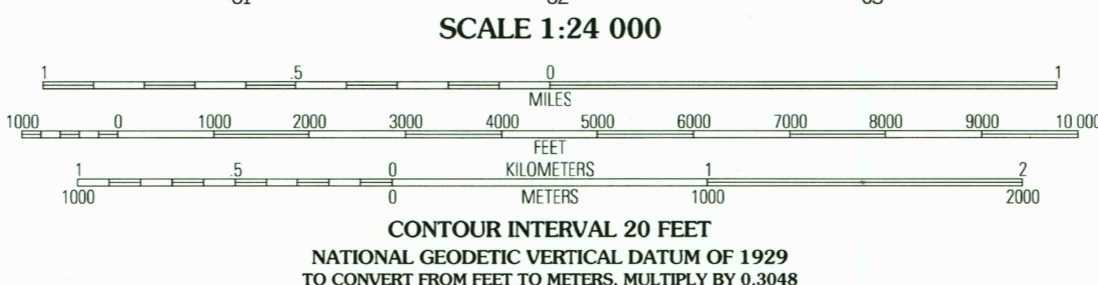 SCALE 1:24 000
1 .5 0 1
MILES
1000 0 1000 2000 3000 4000 5000 6000 7000 8000 9000 10 000
FEET
1 .5 0 KILOMETERS 1 2
1000 0 METERS 1000 2000
CONTOUR INTERVAL 20 FEET
NATIONAL GEODETIC VERTICAL DATUM OF 1929
TO CONVERT FROM FEET TO METERS, MULTIPLY BY 0.3048